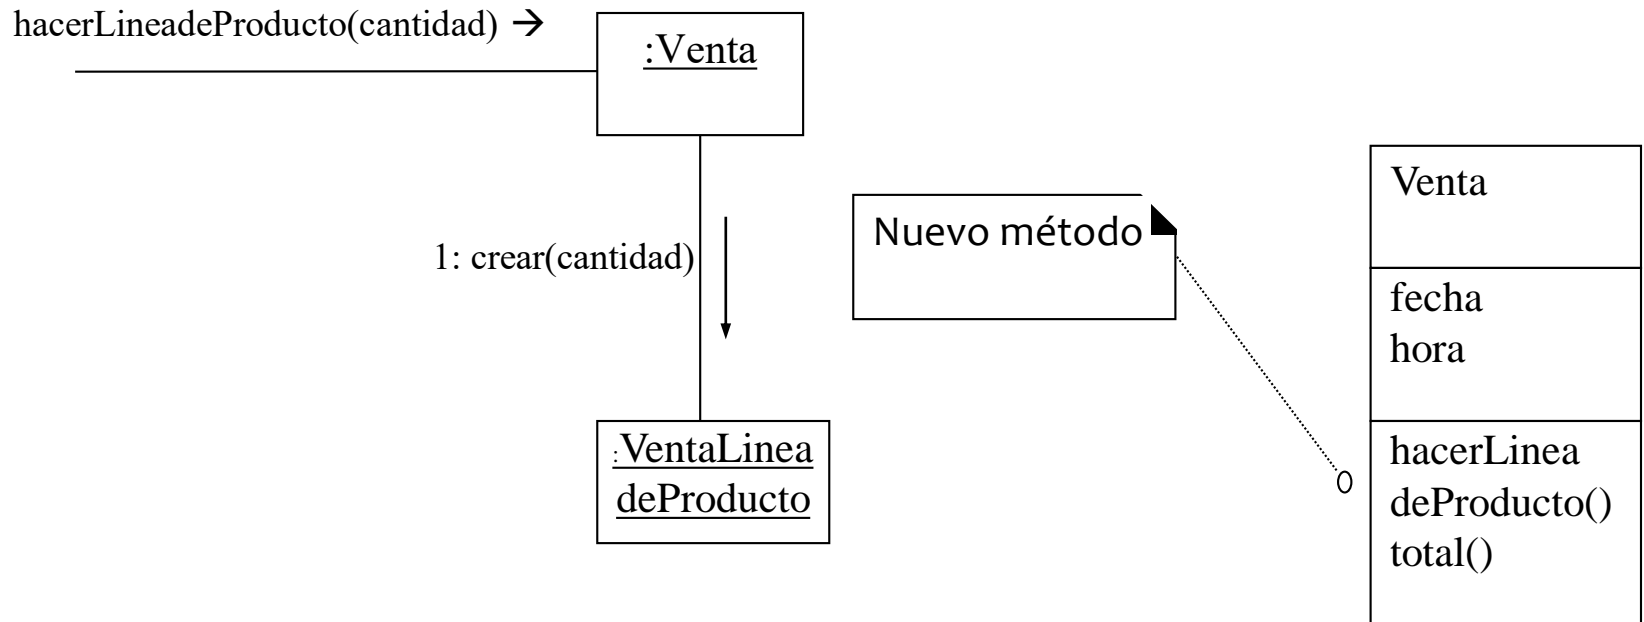 hacerLineadeProducto(cantidad) →
:Venta
1: crear(cantidad)
:VentaLinea
deProducto
Nuevo método
Venta
fecha
hora
hacerLinea
deProducto()
total()